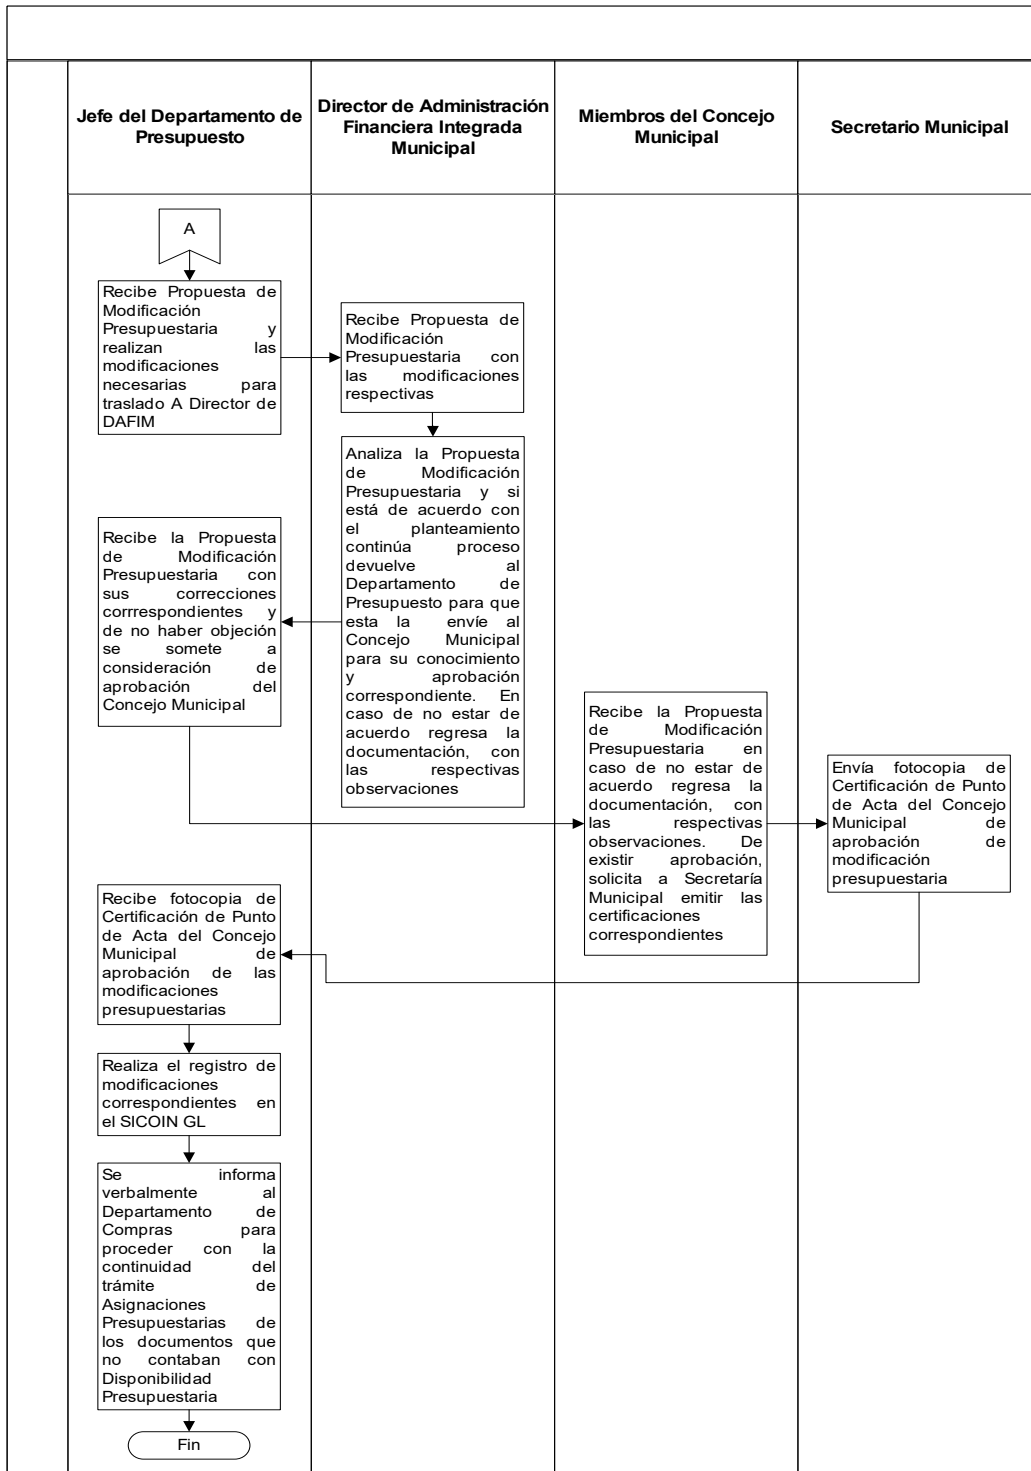 Jefe del Departamento de
Presupuesto
Director de Administración
Financiera Integrada
Municipal
Miembros del Concejo
Municipal
Secretario Municipal
A
Recibe Propuesta de
Modificación
Presupuestaria y
realizan las
modificaciones
necesarias para
traslado A Director de
DAFIM
Recibe Propuesta de
Modificación
Presupuestaria con
las modificaciones
respectivas
Analiza la Propuesta
de Modificación
Presupuestaria y si
está de acuerdo con
el planteamiento
continúa proceso
devuelve al
Departamento de
Presupuesto para que
esta la envíe al
Concejo Municipal
para su conocimiento
y aprobación
correspondiente. En
caso de no estar de
acuerdo regresa la
documentación, con
las respectivas
observaciones
Recibe la Propuesta
de Modificación
Presupuestaria con
sus correcciones
corrrespondientes y
de no haber objeción
se somete a
consideración de
aprobación del
Concejo Municipal
Recibe la Propuesta
de Modificación
Presupuestaria en
caso de no estar de
acuerdo regresa la
documentación, con
las respectivas
observaciones. De
existir aprobación,
solicita a Secretaría
Municipal emitir las
certificaciones
correspondientes
Envía fotocopia de
Certificación de Punto
de Acta del Concejo
Municipal de
aprobación de
modificación
presupuestaria
Recibe fotocopia de
Certificación de Punto
de Acta del Concejo
Municipal de
aprobación de las
modificaciones
presupuestarias
Realiza el registro de
modificaciones
correspondientes en
el SICOIN GL
Se informa
verbalmente al
Departamento de
Compras para
proceder con la
continuidad del
trámite de
Asignaciones
Presupuestarias de
los documentos que
no contaban con
Disponibilidad
Presupuestaria
Fin